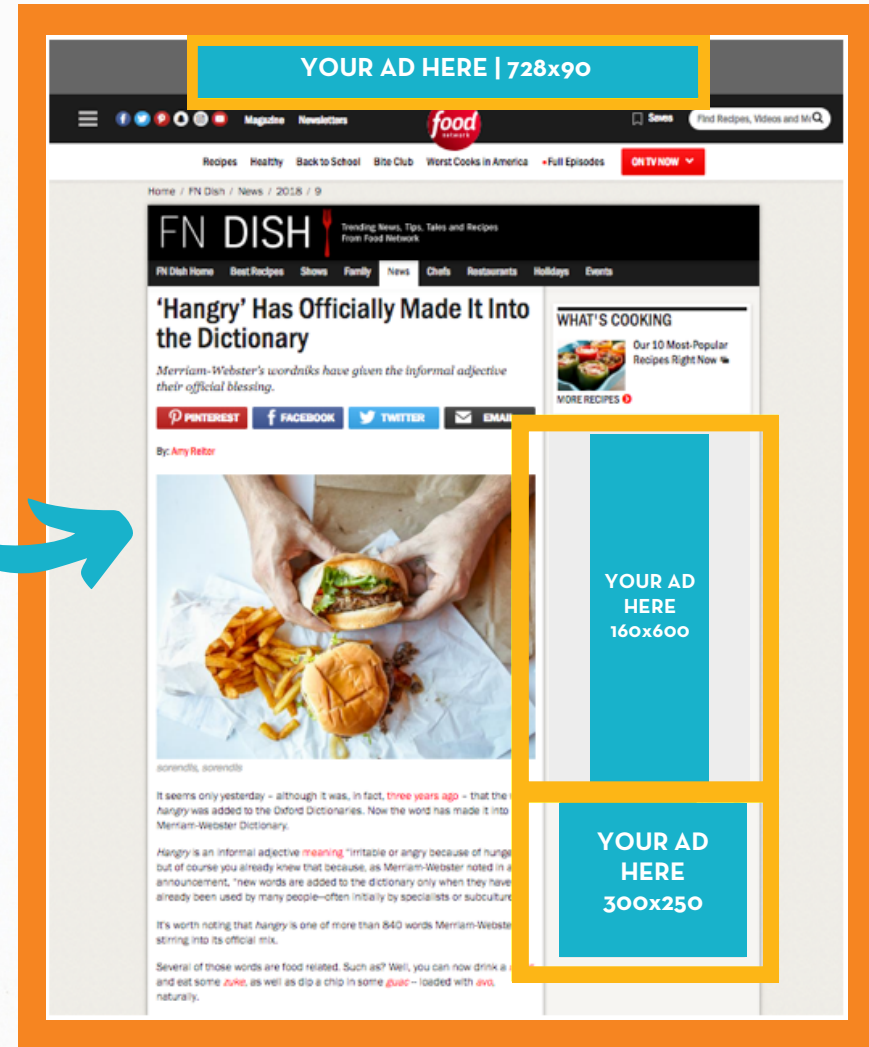 YOUR AD HERE | 728x90
Magazine Newsletters
food
network
Saves
Find Recipes, Videos and Mo
Recipes Healthy Back to School Bite Club Worst Cooks in America •Full Episodes ON TV NOW
Home / FN Dish / News / 2018 / 9
FN DISH
Trending News, Tips, Tales and Recipes
From Food Network
FN Dish Home Best Recipes Shows Family News Chefs Restaurants Holidays Events
‘Hangry’ Has Officially Made It Into
the Dictionary
Merriam-Webster's wordniks have given the informal adjective
their official blessing.
PINTEREST FACEBOOK TWITTER EMAIL
By: Amy Reiter
sorendls, sorendls
It seems only yesterday – although it was, in fact, three years ago – that the
hangry was added to the Oxford Dictionaries. Now the word has made it into
Merriam-Webster Dictionary.
Hangry is an informal adjective meaning "irritable or angry because of hunge
but of course you already knew that because, as Merriam-Webster noted in a
announcement, "new words are added to the dictionary only when they have
already been used by many people—often initially by specialists or subculture
It's worth noting that hangry is one of more than 840 words Merriam-Webste
stirring into its official mix.
Several of those words are food related. Such as? Well, you can now drink a
and eat some zuke, as well as dip a chip in some guac – loaded with avo,
naturally.
WHAT'S COOKING
Our 10 Most-Popular
Recipes Right Now
MORE RECIPES
YOUR AD
HERE
160x600
YOUR AD
HERE
300x250